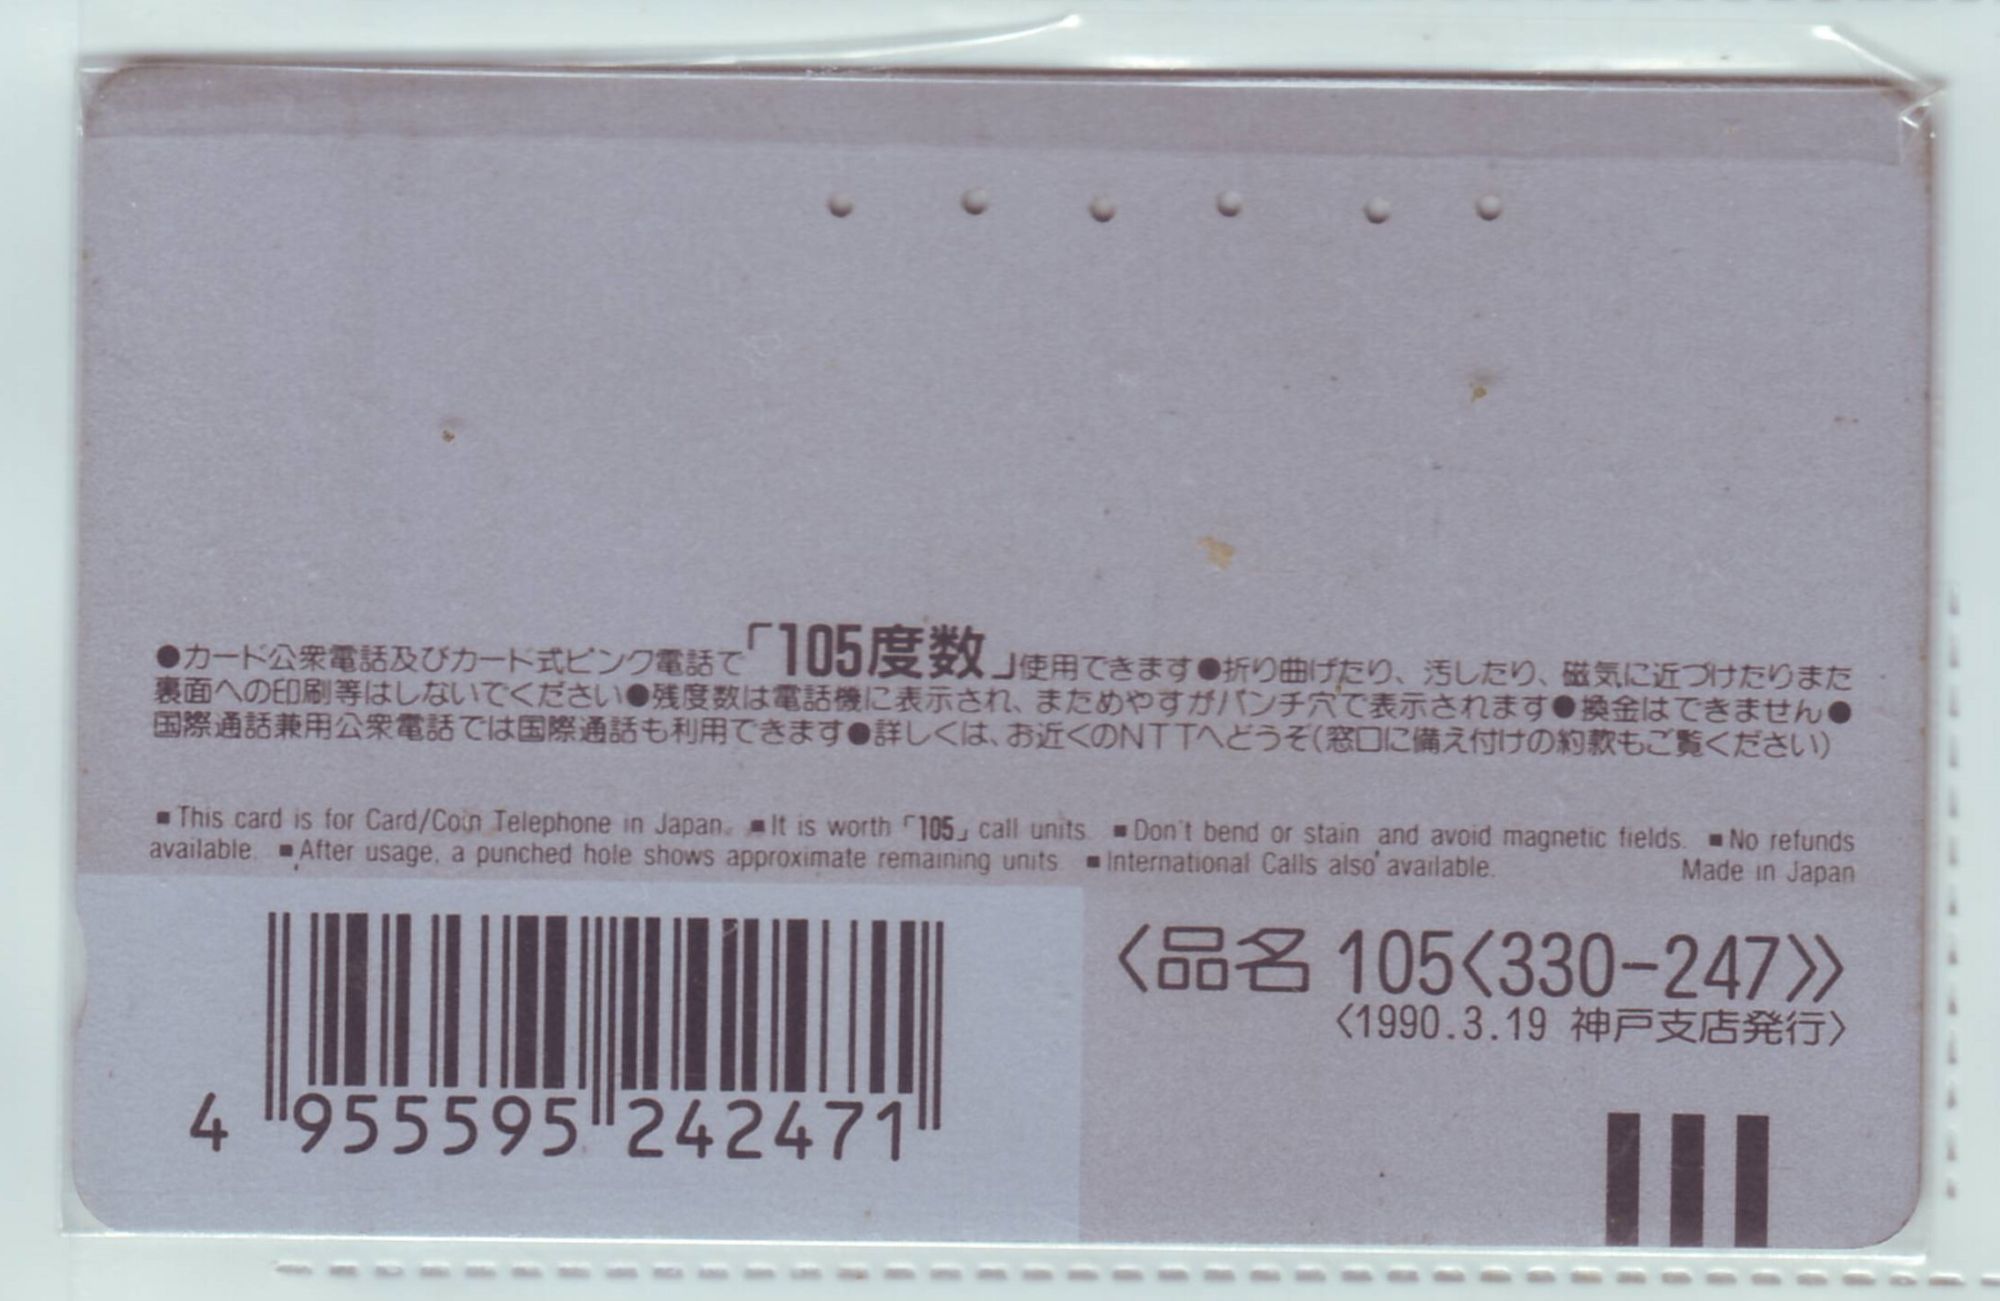 ●カード公衆電話及びカード式ピンク電話で「105度数」使用できます●折り曲げたり、汚したり、磁気に近づけたりまた
裏面への印刷等はしないでください●残度数は電話機に表示され、まためやすがパンチ穴で表示されます●換金はできません●
国際通話兼用公衆電話では国際通話も利用できます●詳しくは、お近くのNTTへどうぞ(窓口に備え付けの約款もご覧ください)
■This card is for Card/Coin Telephone in Japan. ■It is worth「105」call units. ■Don't bend or stain and avoid magnetic fields. ■No refunds
available. ■After usage, a punched hole shows approximate remaining units ■International Calls also available. Made in Japan
〈品名 105〈330-247〉〉
〈1990.3.19 神戸支店発行〉
4 955595 242471